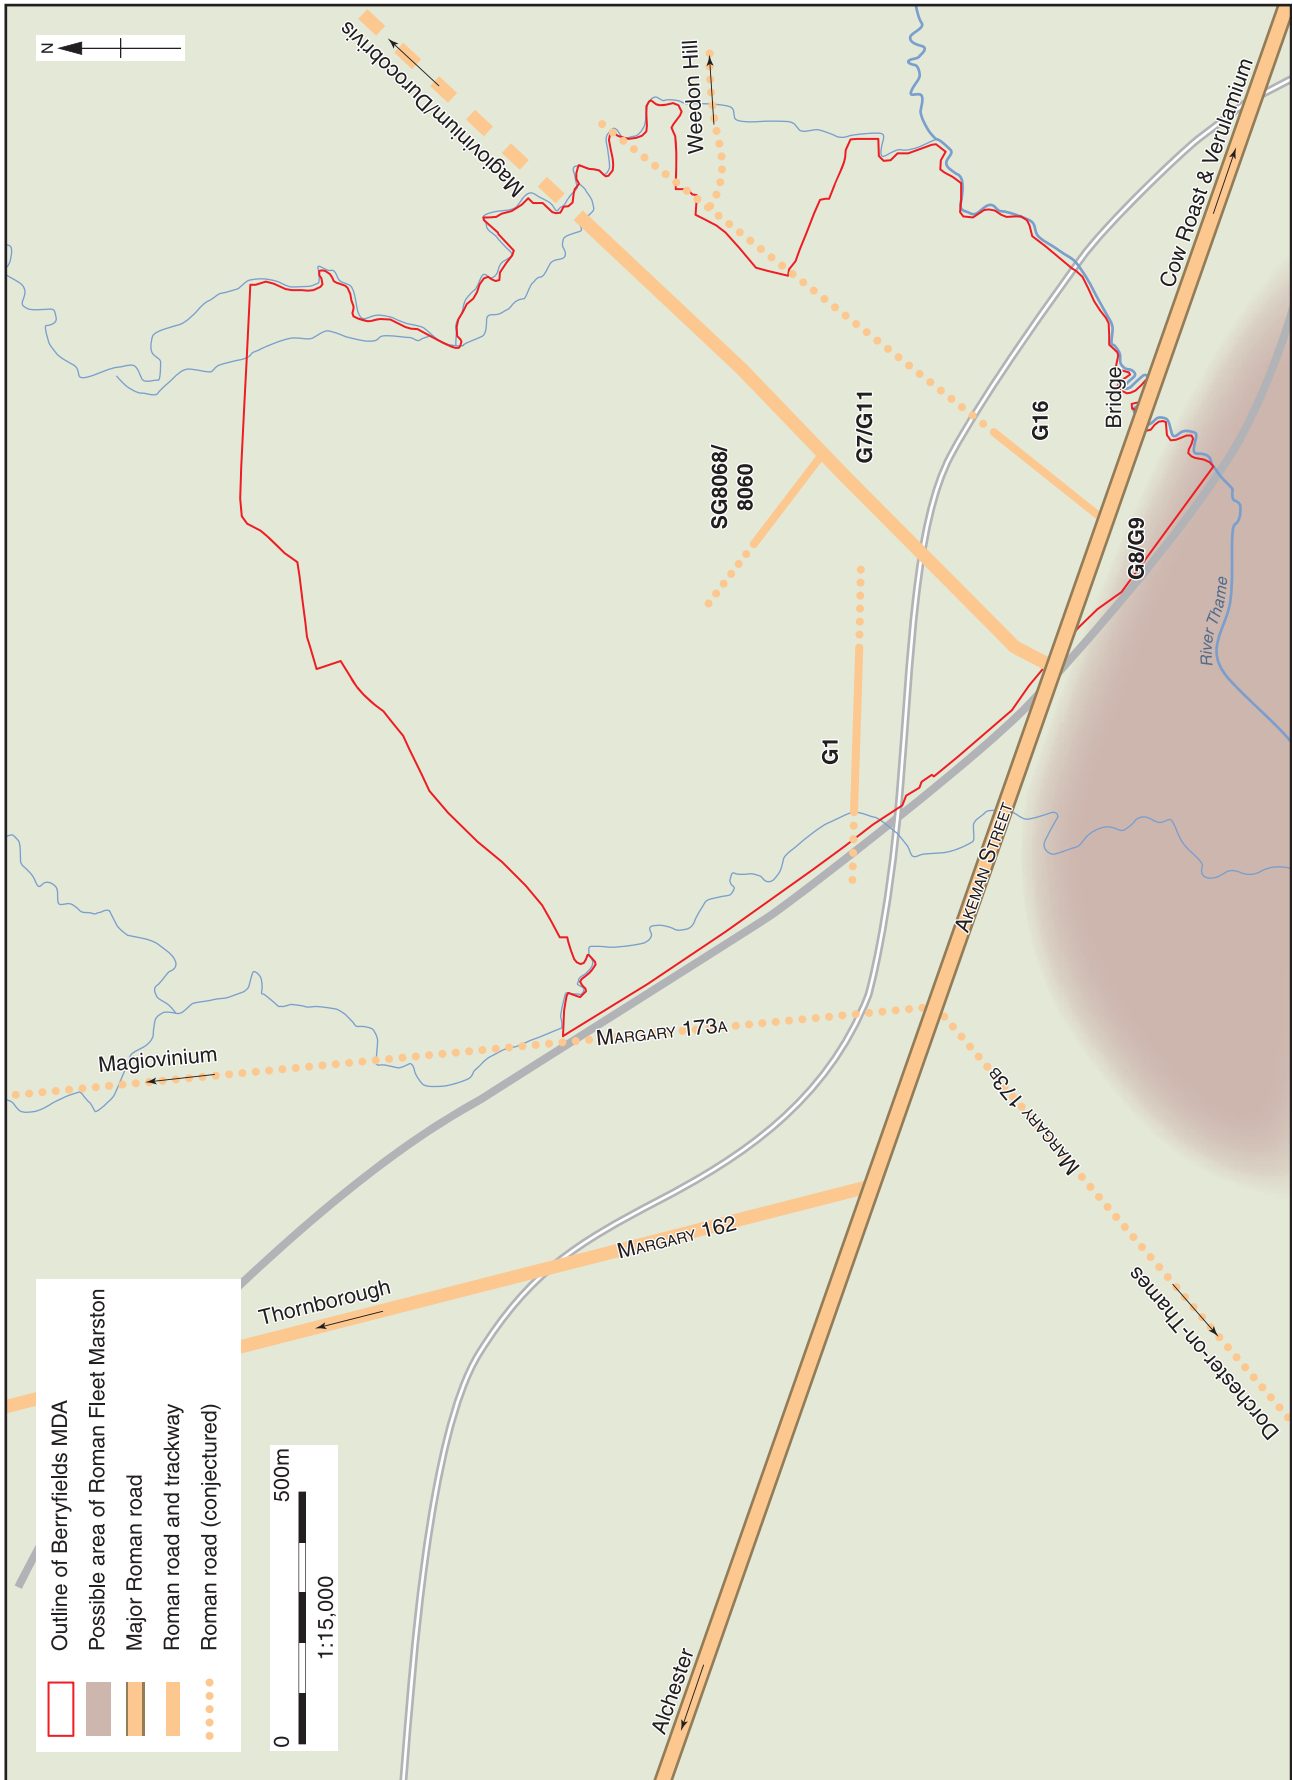 N
Magiovinium/Durocobrivis
Weedon Hill
Cow Roast & Verulamium
Bridge
G7/G11
G16
SG8068/
8060
G8/G9
River Thame
G1
AKEMAN STREET
Magiovinium
MARGARY 173A
MARGARY 173B
MARGARY 162
Thornborough
Dorchester-on-Thames
Alchester
Outline of Berryfields MDA
Possible area of Roman Fleet Marston
Major Roman road
Roman road and trackway
Roman road (conjectured)
0
500m
1:15,000